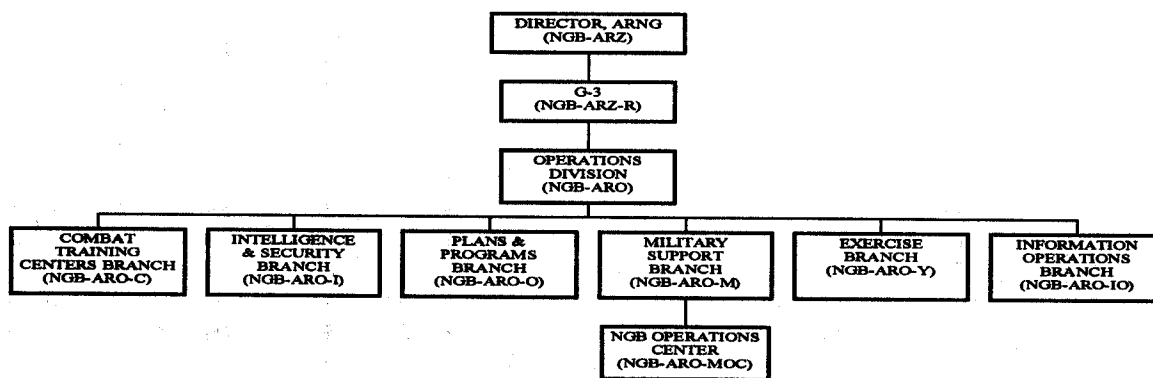 DIRECTOR, ARNG
(NGB-ARZ)
G-3
(NGB-ARZ-R)
OPERATIONS
DIVISION
(NGB-ARO)
COMBAT
TRAINING
CENTERS BRANCH
(NGB-ARO-C)
INTELLIGENCE
& SECURITY
BRANCH
(NGB-ARO-I)
PLANS &
PROGRAMS
BRANCH
(NGB-ARO-O)
MILITARY
SUPPORT
BRANCH
(NGB-ARO-M)
EXERCISE
BRANCH
(NGB-ARO-Y)
INFORMATION
OPERATIONS
BRANCH
(NGB-ARO-IO)
NGB OPERATIONS
CENTER
(NGB-ARO-MOC)